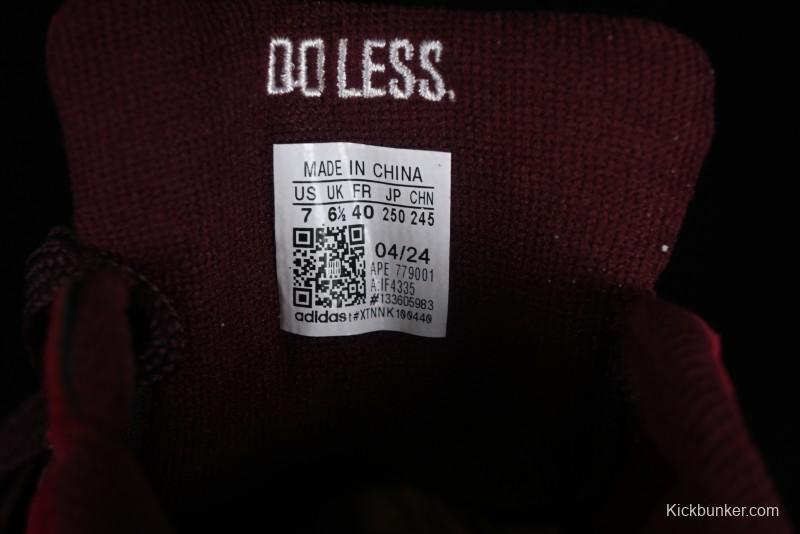 DO LESS.
MADE IN CHINA
US UK FR JP CHN
7 6½ 40 250 245
04/24
APE 779001
A:IF4335
#133605983
adidas t#XTNNK100440
Kickbunker.com